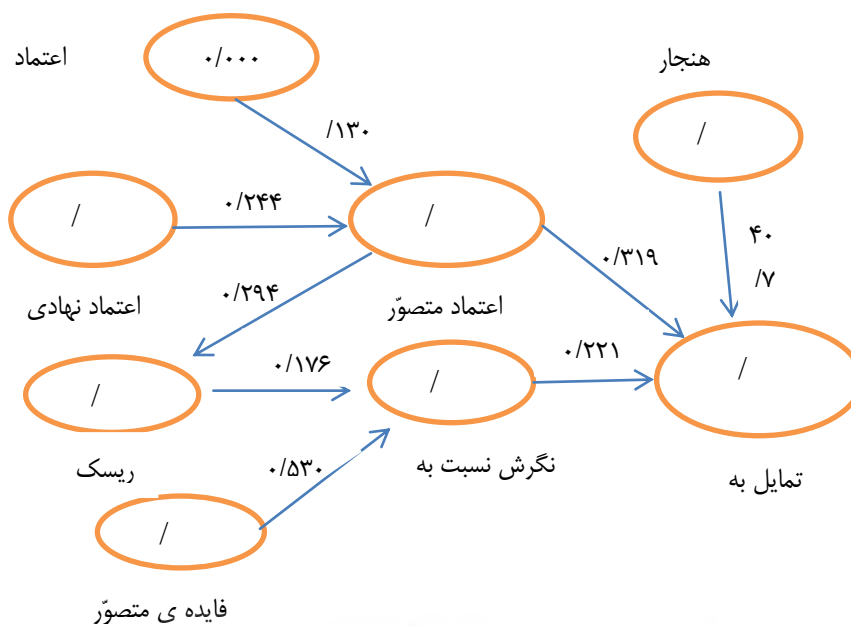 اعتماد
۰/۰۰۰
هنجار
/۱۳۰
/
۰/۲۴۴
/
/
۴۰
/۷
۰/۳۱۹
اعتماد نهادی
۰/۲۹۴
اعتماد متصوّر
۰/۱۷۶
۰/۲۲۱
/
/
/
ریسک
۰/۵۳۰
نگرش نسبت به
تمایل به
/
فایده ی متصوّر